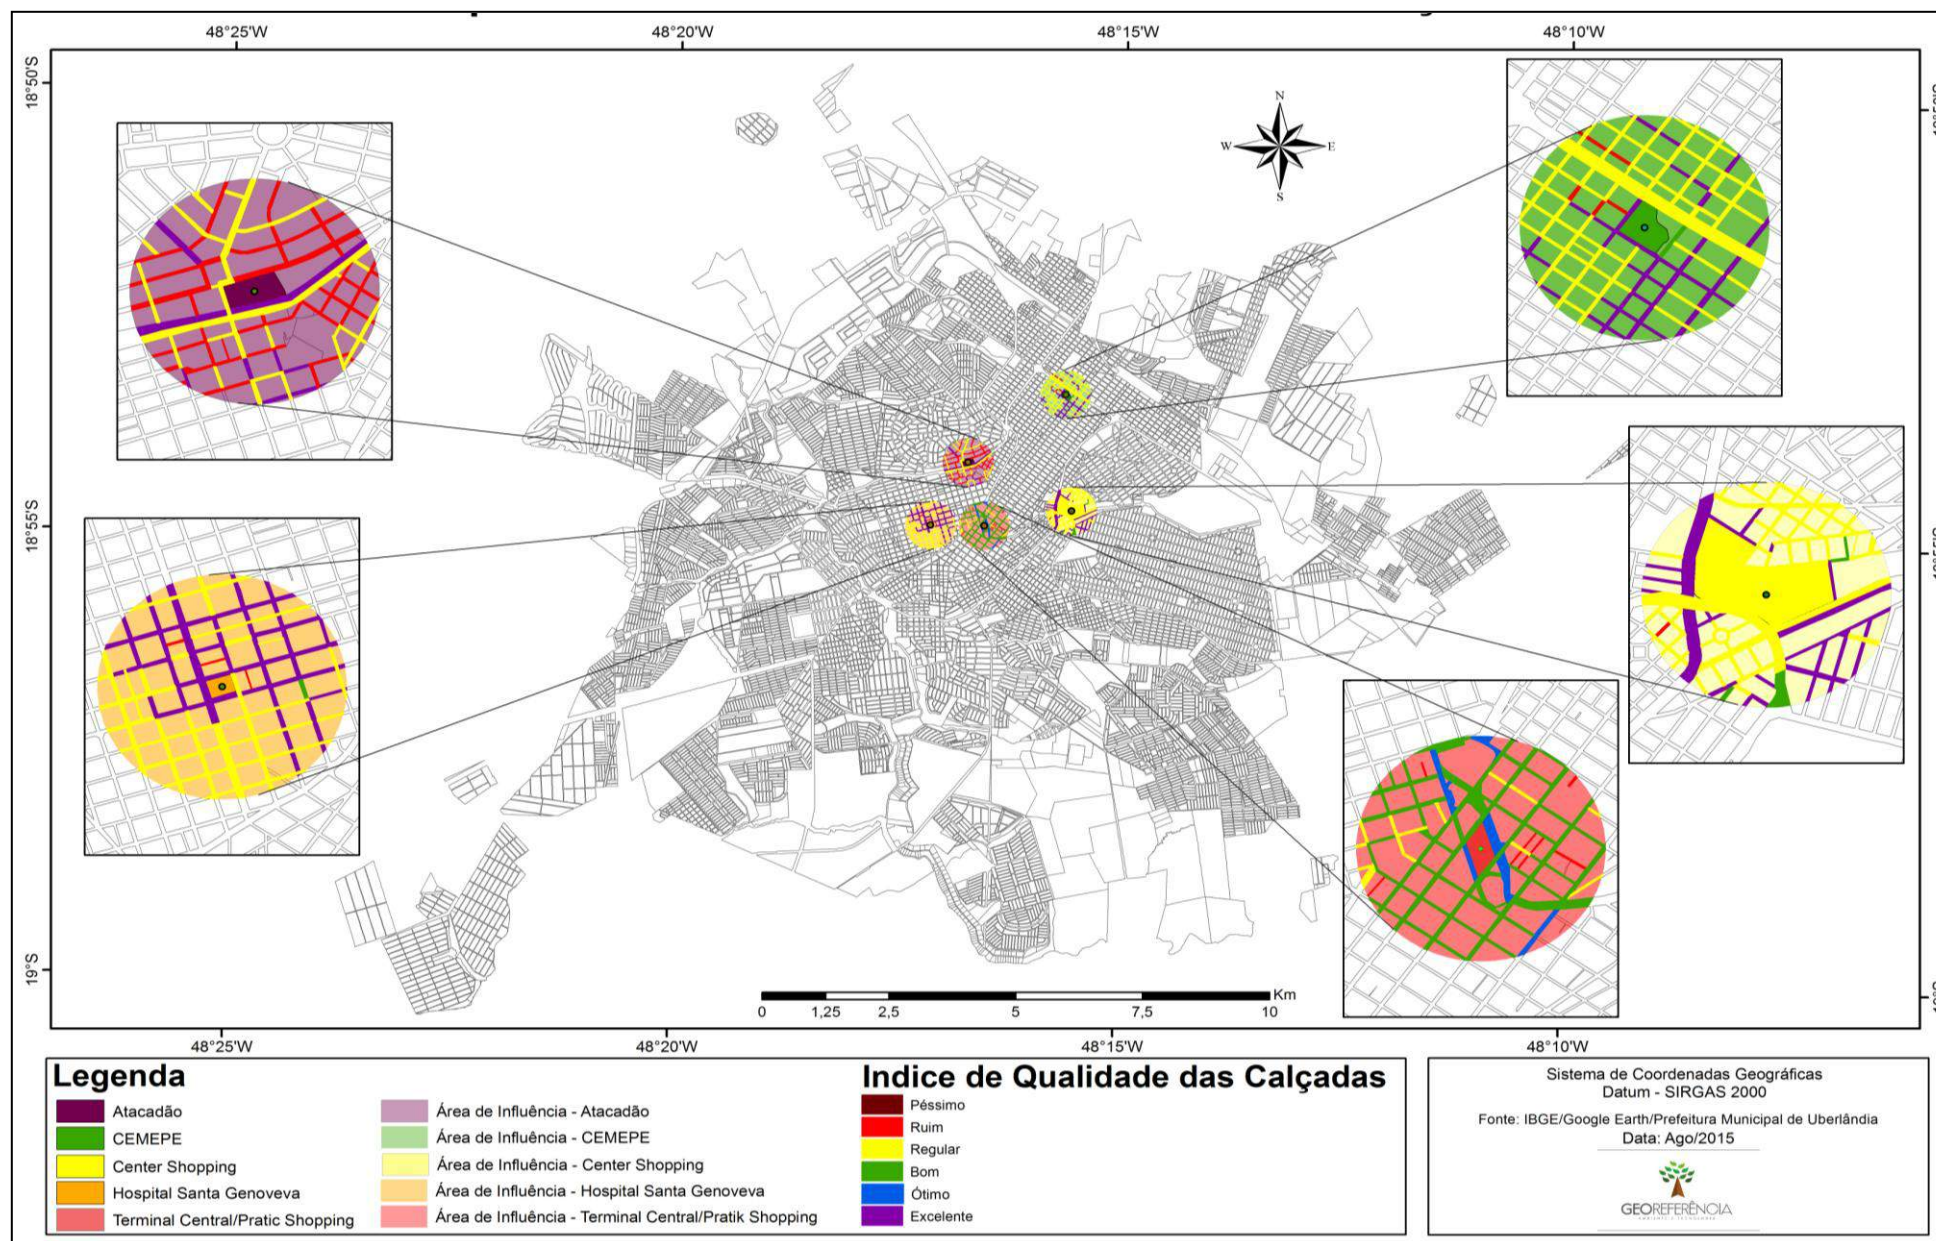 48°25'W 48°20'W 48°15'W 48°10'W
18°50'S
N
W E
S
18°55'S
19°S
Km
0 1,25 2,5 5 7,5 10
48°25'W 48°20'W 48°15'W 48°10'W
Legenda
Atacadão
CEMEPE
Center Shopping
Hospital Santa Genoveva
Terminal Central/Pratic Shopping
Área de Influência - Atacadão
Área de Influência - CEMEPE
Área de Influência - Center Shopping
Área de Influência - Hospital Santa Genoveva
Área de Influência - Terminal Central/Pratik Shopping
Indice de Qualidade das Calçadas
Péssimo
Ruim
Regular
Bom
Ótimo
Excelente
Sistema de Coordenadas Geográficas
Datum - SIRGAS 2000
Fonte: IBGE/Google Earth/Prefeitura Municipal de Uberlândia
Data: Ago/2015
GEOREFERÊNCIA